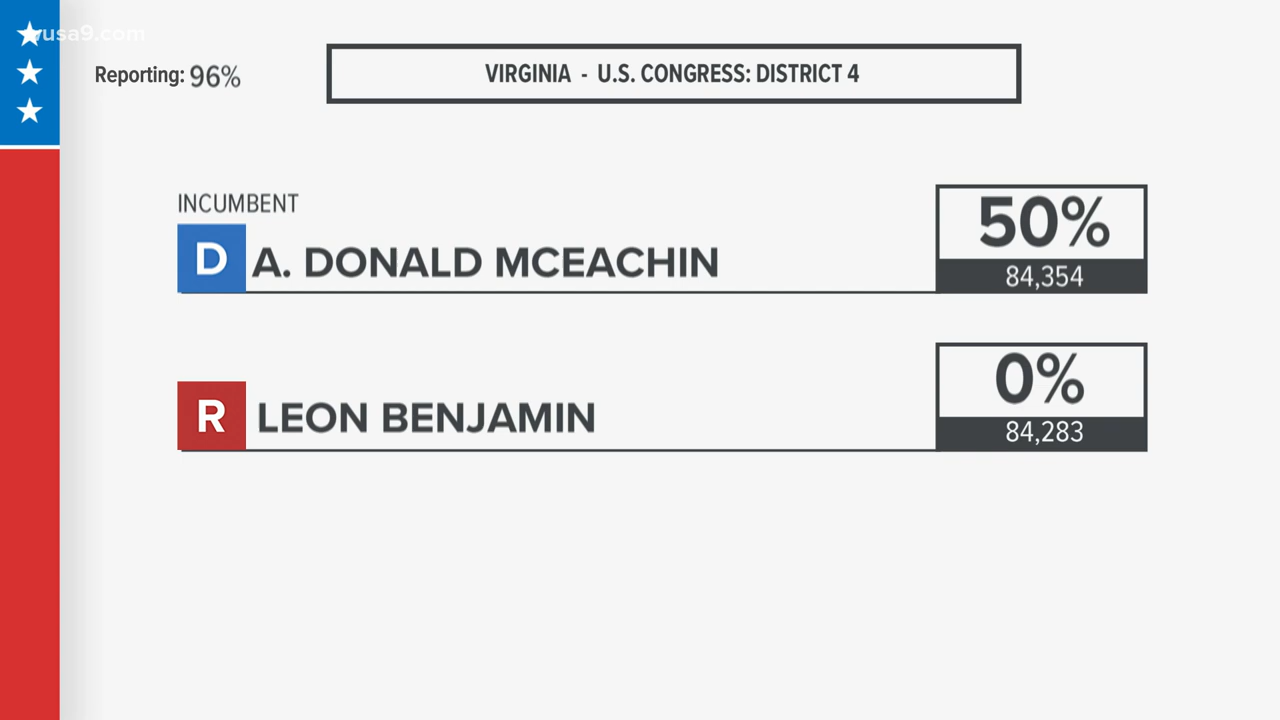 wusa9.com
Reporting: 96%
VIRGINIA - U.S. CONGRESS: DISTRICT 4
INCUMBENT
50%
D A. DONALD MCEACHIN
84,354
0%
R LEON BENJAMIN
84,283